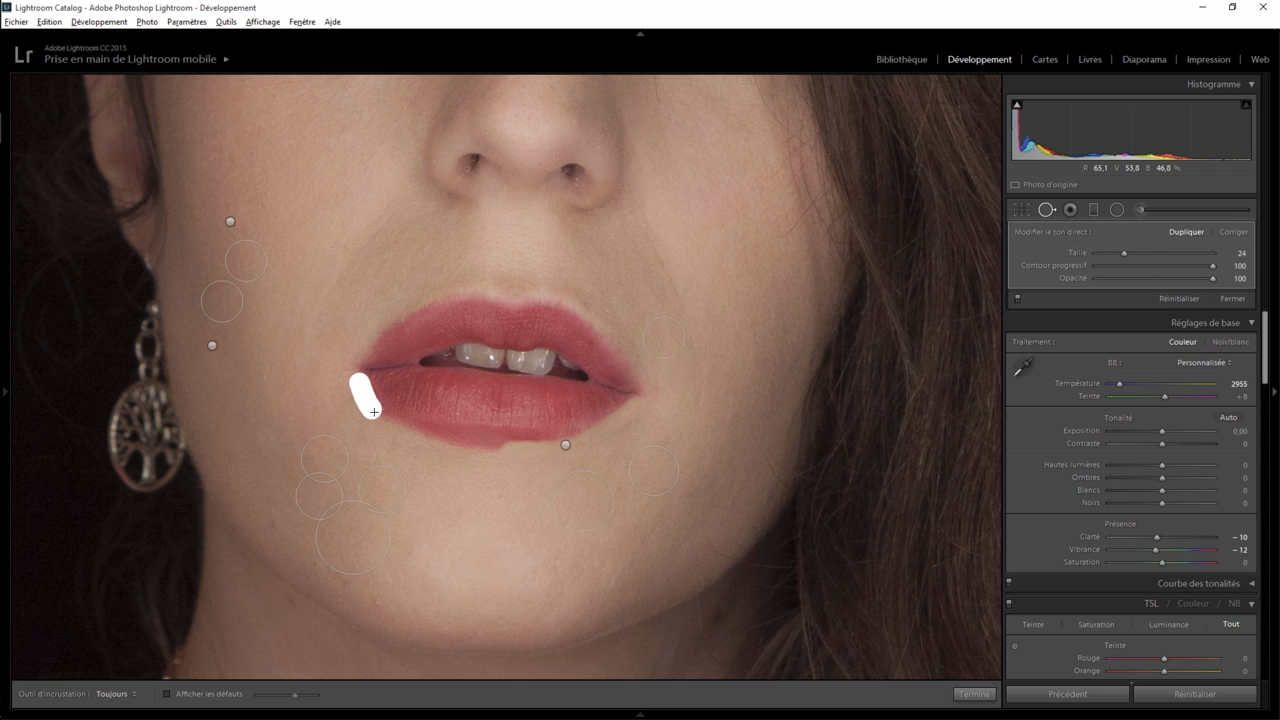 Lightroom Catalog - Adobe Photoshop Lightroom - Développement
Fichier Edition Développement Photo Paramètres Outils Affichage Fenêtre Aide
Lr
Adobe Lightroom CC 2015
Prise en main de Lightroom mobile
Bibliothèque | Développement | Cartes | Livres | Diaporama | Impression | Web
Histogramme
R 65,1 V 53,8 B 46,8 %
Photo d'origine
Modifier le ton direct : Dupliquer Corriger
Taille 24
Contour progressif 100
Opacité 100
Réinitialiser Fermer
Réglages de base
Traitement : Couleur Noir/blanc
BB : Personnalisée
Température 2955
Teinte + 8
Tonalité Auto
Exposition 0,00
Contraste 0
Hautes lumières 0
Ombres 0
Blancs 0
Noirs 0
Présence
Clarté – 10
Vibrance – 12
Saturation 0
Courbe des tonalités
TSL / Couleur / NB
Teinte Saturation Luminance Tout
Teinte
Rouge 0
Orange 0
Outil d'incrustation : Toujours Afficher les défauts Terminé
Précédent Réinitialiser